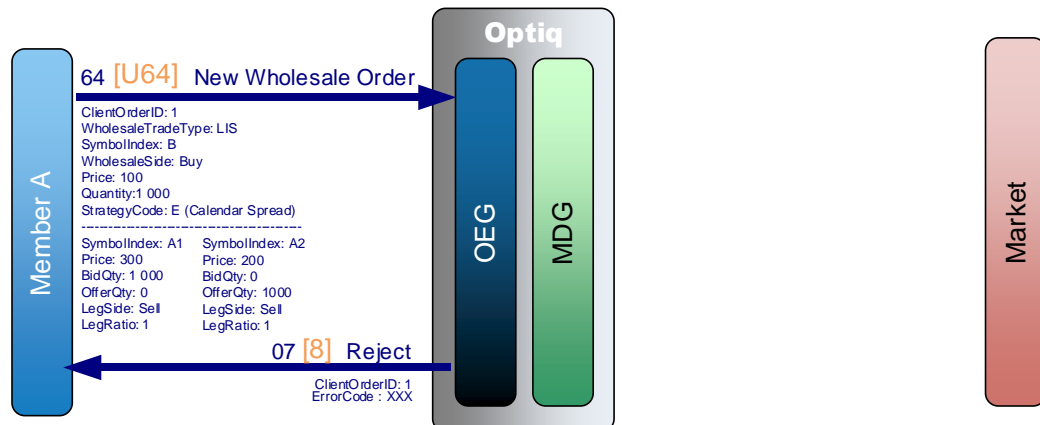 Optiq
64 [U64] New Wholesale Order
ClientOrderID: 1
WholesaleTradeType: LIS
SymbolIndex: B
WholesaleSide: Buy
Price: 100
Quantity:1 000
StrategyCode: E (Calendar Spread)
------------------------------------------------
SymbolIndex: A1 SymbolIndex: A2
Price: 300 Price: 200
BidQty: 1 000 BidQty: 0
OfferQty: 0 OfferQty: 1000
LegSide: Sell LegSide: Sell
LegRatio: 1 LegRatio: 1
07 [8] Reject
ClientOrderID: 1
ErrorCode : XXX
Member A
OEG
MDG
Market